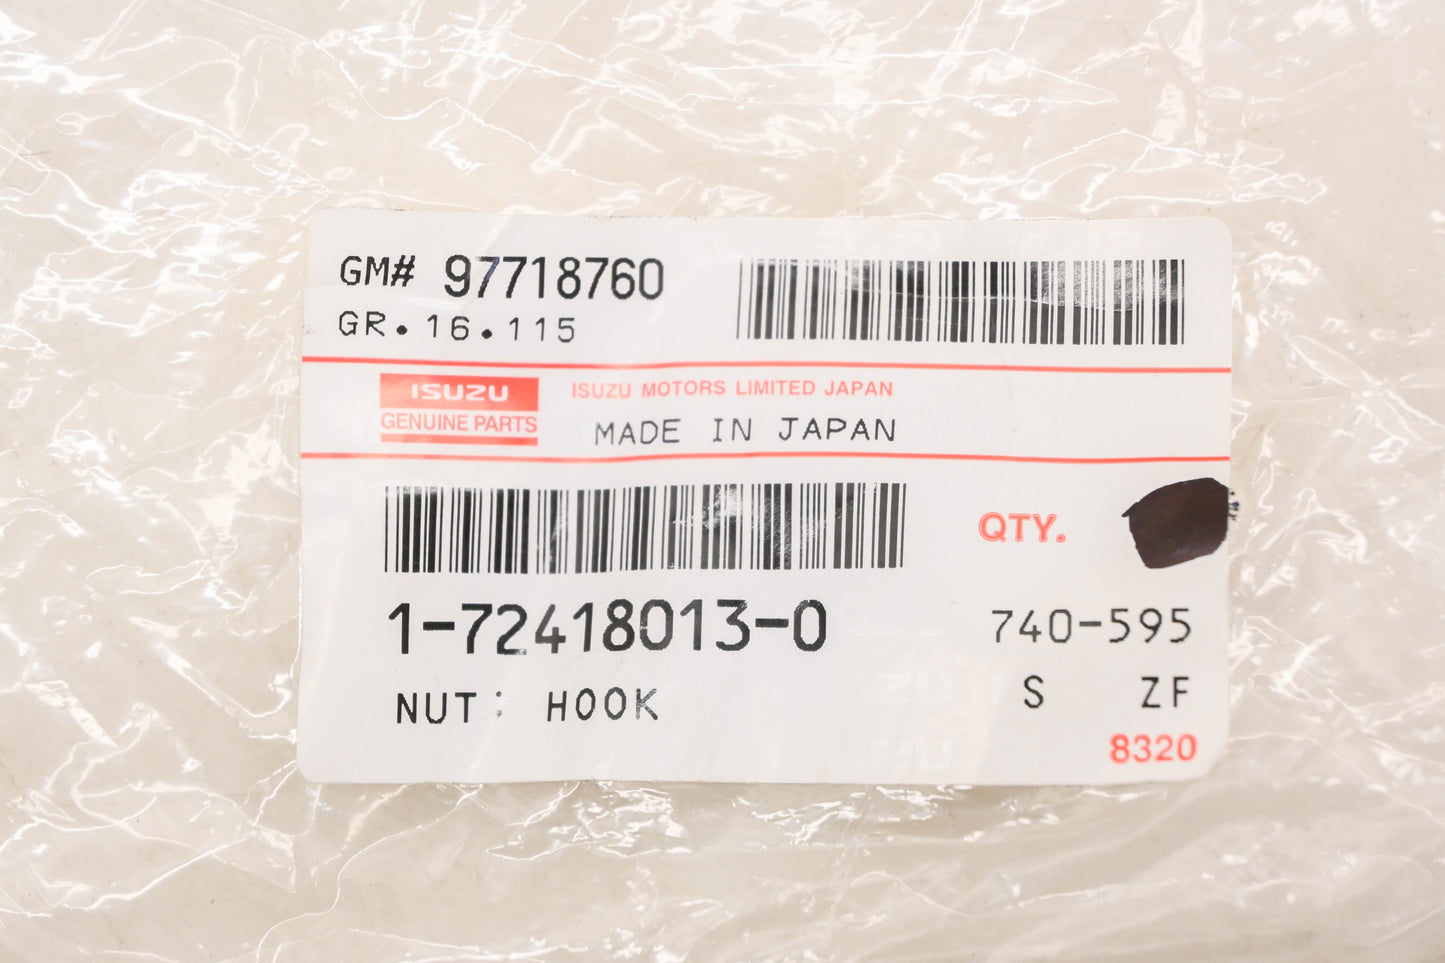 GM# 97718760
GR.16.115
ISUZU
GENUINE PARTS
ISUZU MOTORS LIMITED JAPAN
MADE IN JAPAN
QTY.
1-72418013-0
740-595
NUT: HOOK
S ZF
8320